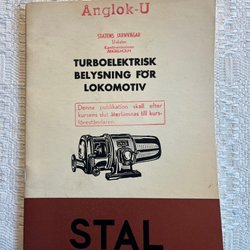 Anglok-U
STATENS JÄRNVÄGAR
TURBOELEKTRISK
BELYSNING FÖR
LOKOMOTIV
Denna publikation skall efter
kursens slut återlämnas till kurs-
föreståndaren.
STAL